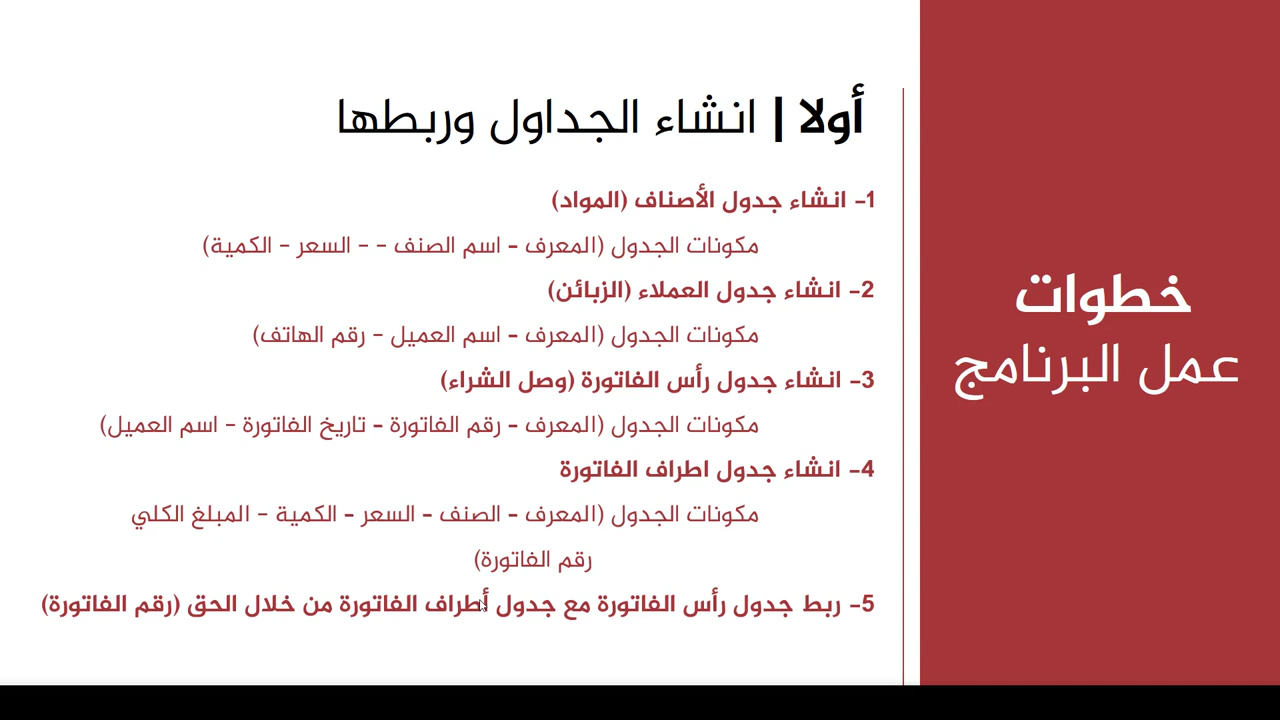 أولا | انشاء الجداول وربطها
1- انشاء جدول الأصناف (المواد)
مكونات الجدول (المعرف - اسم الصنف - - السعر - الكمية)
2- انشاء جدول العملاء (الزبائن)
مكونات الجدول (المعرف - اسم العميل - رقم الهاتف)
3- انشاء جدول رأس الفاتورة (وصل الشراء)
مكونات الجدول (المعرف - رقم الفاتورة - تاريخ الفاتورة - اسم العميل)
4- انشاء جدول اطراف الفاتورة
مكونات الجدول (المعرف - الصنف - السعر - الكمية - المبلغ الكلي
رقم الفاتورة)
5- ربط جدول رأس الفاتورة مع جدول أطراف الفاتورة من خلال الحق (رقم الفاتورة)
خطوات
عمل البرنامج